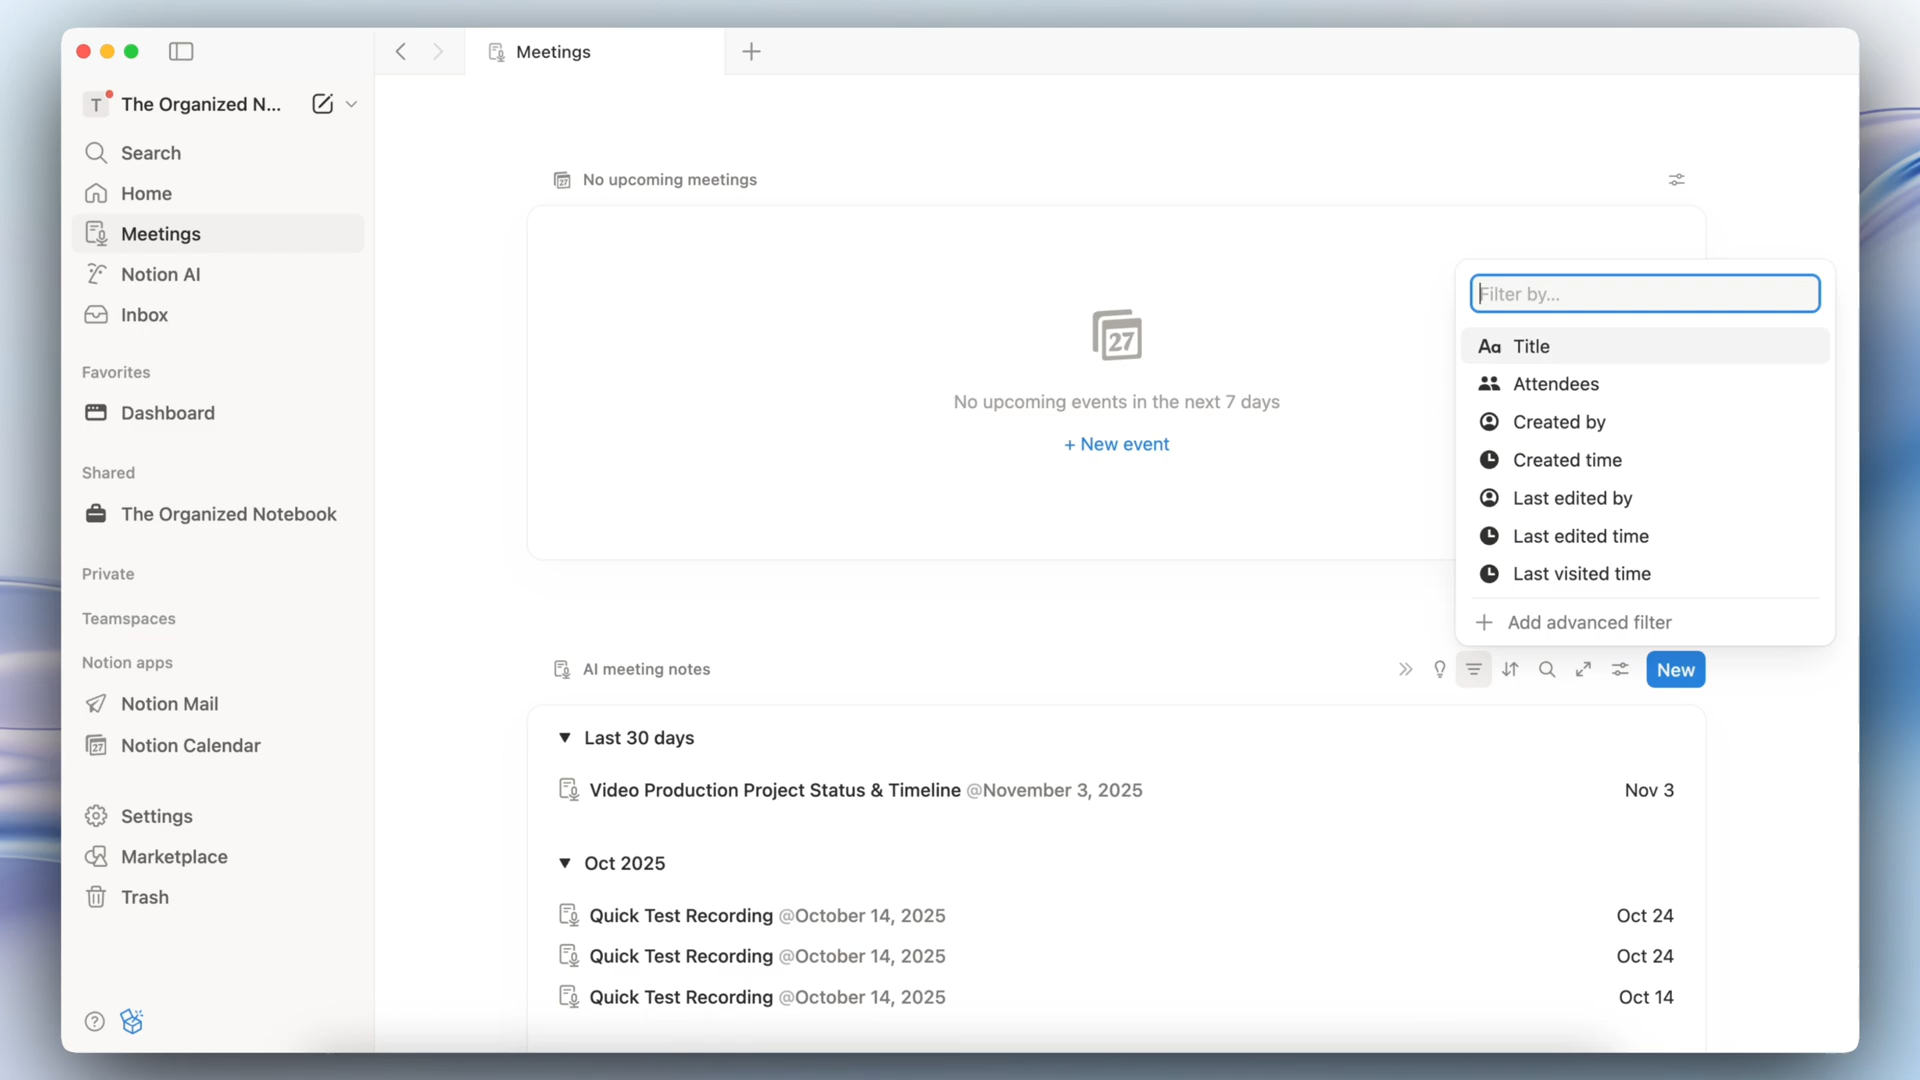 Meetings
T The Organized N...
Search
Home
Meetings
Notion AI
Inbox
Favorites
Dashboard
Shared
The Organized Notebook
Private
Teamspaces
Notion apps
Notion Mail
27 Notion Calendar
Settings
Marketplace
Trash
?
27 No upcoming meetings
27
No upcoming events in the next 7 days
+ New event
Filter by...
Aa Title
Attendees
Created by
Created time
Last edited by
Last edited time
Last visited time
+ Add advanced filter
AI meeting notes
New
Last 30 days
Video Production Project Status & Timeline @November 3, 2025 Nov 3
Oct 2025
Quick Test Recording @October 14, 2025 Oct 24
Quick Test Recording @October 14, 2025 Oct 24
Quick Test Recording @October 14, 2025 Oct 14